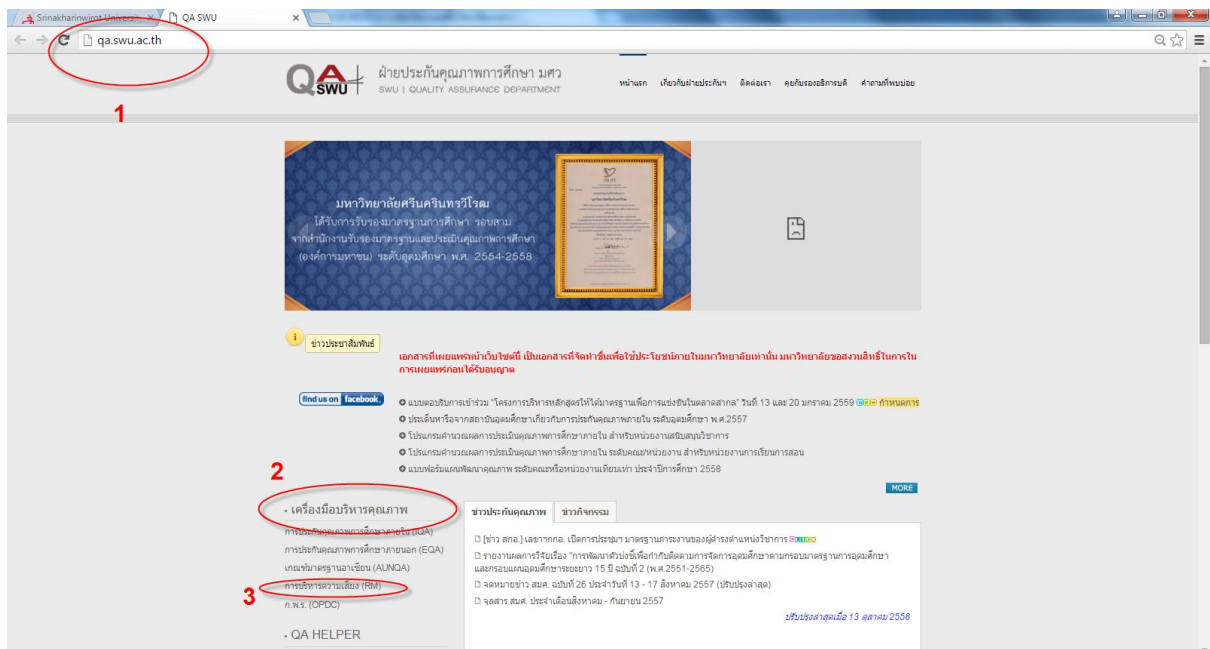 Srinakharinwirot Universi
QA SWU
qa.swu.ac.th
1
QA SWU
ฝ่ายประกันคุณภาพการศึกษา มศว
SWU | QUALITY ASSURANCE DEPARTMENT
หน้าแรก เกี่ยวกับฝ่ายประกันฯ ติดต่อเรา คุยกับรองอธิการบดี คำถามที่พบบ่อย
มหาวิทยาลัยศรีนครินทรวิโรฒ
ได้รับการรับรองมาตรฐานการศึกษา รอบสาม
จากสำนักงานรับรองมาตรฐานและประเมินคุณภาพการศึกษา
(องค์การมหาชน) ระดับอุดมศึกษา พ.ศ. 2554-2558
ข่าวประชาสัมพันธ์
เอกสารที่เผยแพร่หน้าเว็บไซต์นี้ เป็นเอกสารที่จัดทำขึ้นเพื่อใช้ประโยชน์ภายในมหาวิทยาลัยเท่านั้น มหาวิทยาลัยขอสงวนสิทธิ์ในการใน
การเผยแพร่ก่อนได้รับอนุญาต
find us on facebook.
แบบตอบรับการเข้าร่วม "โครงการบริหารหลักสูตรให้ได้มาตรฐานเพื่อการแข่งขันในตลาดสากล" วันที่ 13 และ 20 มกราคม 2559 กำหนดการ
ประเด็นหารือจากสถาบันอุดมศึกษาเกี่ยวกับการประกันคุณภาพภายใน ระดับอุดมศึกษา พ.ศ.2557
โปรแกรมคำนวณผลการประเมินคุณภาพการศึกษาภายใน สำหรับหน่วยงานสนับสนุนวิชาการ
โปรแกรมคำนวณผลการประเมินคุณภาพการศึกษาภายใน ระดับคณะ/หน่วยงาน สำหรับหน่วยงานการเรียนการสอน
แบบฟอร์มแผนพัฒนาคุณภาพ ระดับคณะหรือหน่วยงานเทียบเท่า ประจำปีการศึกษา 2558
MORE
2
เครื่องมือบริหารคุณภาพ
การประกันคุณภาพการศึกษาภายใน (IQA)
การประกันคุณภาพการศึกษาภายนอก (EQA)
เกณฑ์มาตรฐานอาเซียน (AUNQA)
การบริหารความเสี่ยง (RM)
3
ก.พ.ร. (OPDC)
QA HELPER
ข่าวประกันคุณภาพ ข่าวกิจกรรม
[ข่าว สกอ.] เลขาฯกกอ. เปิดการประชุมฯ มาตรฐานภาระงานของผู้ดำรงตำแหน่งวิชาการ
รายงานผลการวิจัยเรื่อง "การพัฒนาตัวบ่งชี้เพื่อกำกับติดตามการจัดการอุดมศึกษาตามกรอบมาตรฐานการอุดมศึกษา
และกรอบแผนอุดมศึกษาระยะยาว 15 ปี ฉบับที่ 2 (พ.ศ.2551-2565)
จดหมายข่าว สมศ. ฉบับที่ 26 ประจำวันที่ 13 - 17 สิงหาคม 2557 (ปรับปรุงล่าสุด)
จุลสาร สมศ. ประจำเดือนสิงหาคม - กันยายน 2557
ปรับปรุงล่าสุดเมื่อ 13 ตุลาคม 2558